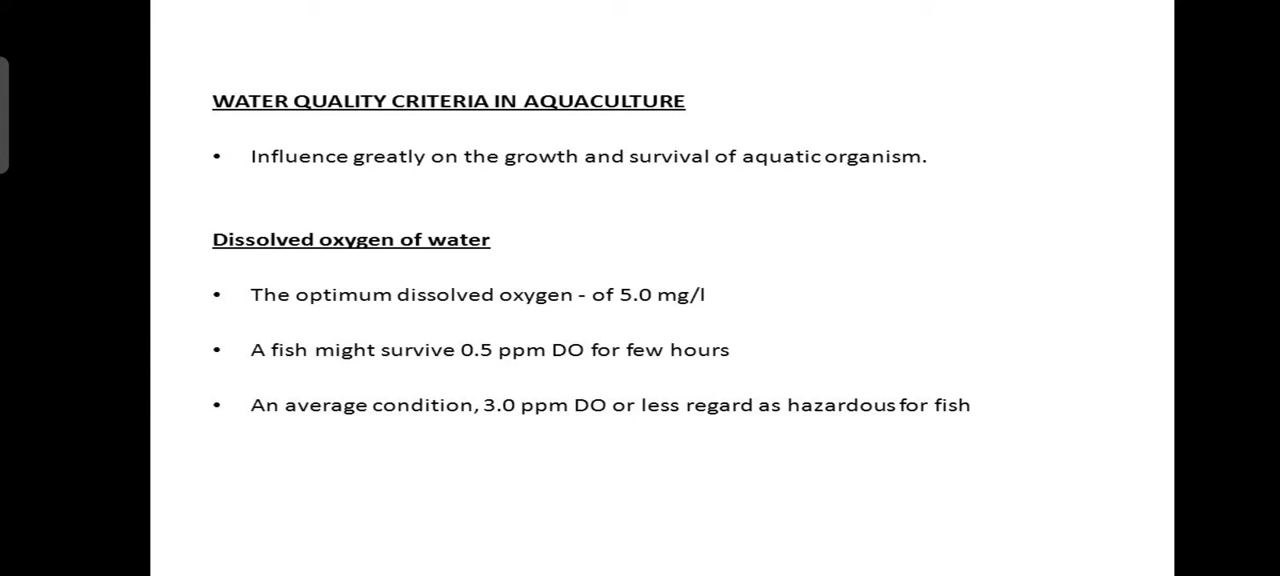 WATER QUALITY CRITERIA IN AQUACULTURE
• Influence greatly on the growth and survival of aquatic organism.
Dissolved oxygen of water
• The optimum dissolved oxygen - of 5.0 mg/l
• A fish might survive 0.5 ppm DO for few hours
• An average condition, 3.0 ppm DO or less regard as hazardous for fish